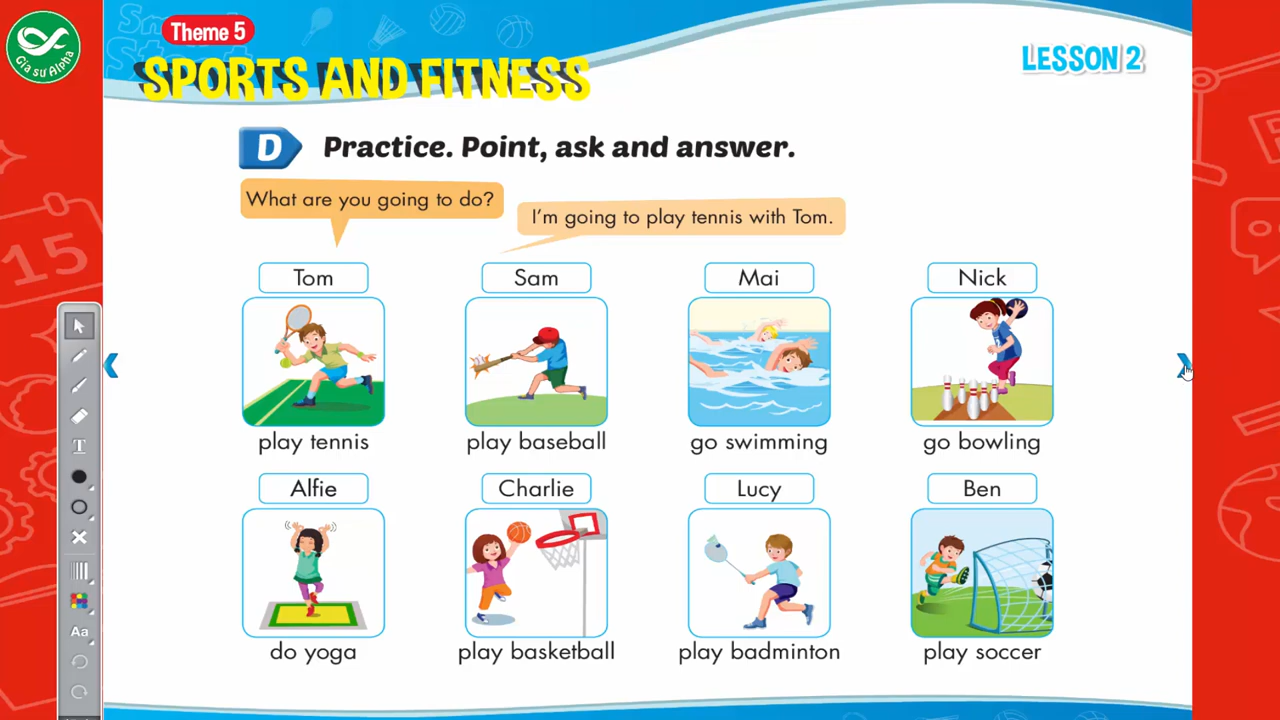 Gia sư Alpha
Theme 5
SPORTS AND FITNESS
LESSON 2
D Practice. Point, ask and answer.
What are you going to do?
I'm going to play tennis with Tom.
Tom Sam Mai Nick
play tennis play baseball go swimming go bowling
Alfie Charlie Lucy Ben
do yoga play basketball play badminton play soccer
15
T
Aa